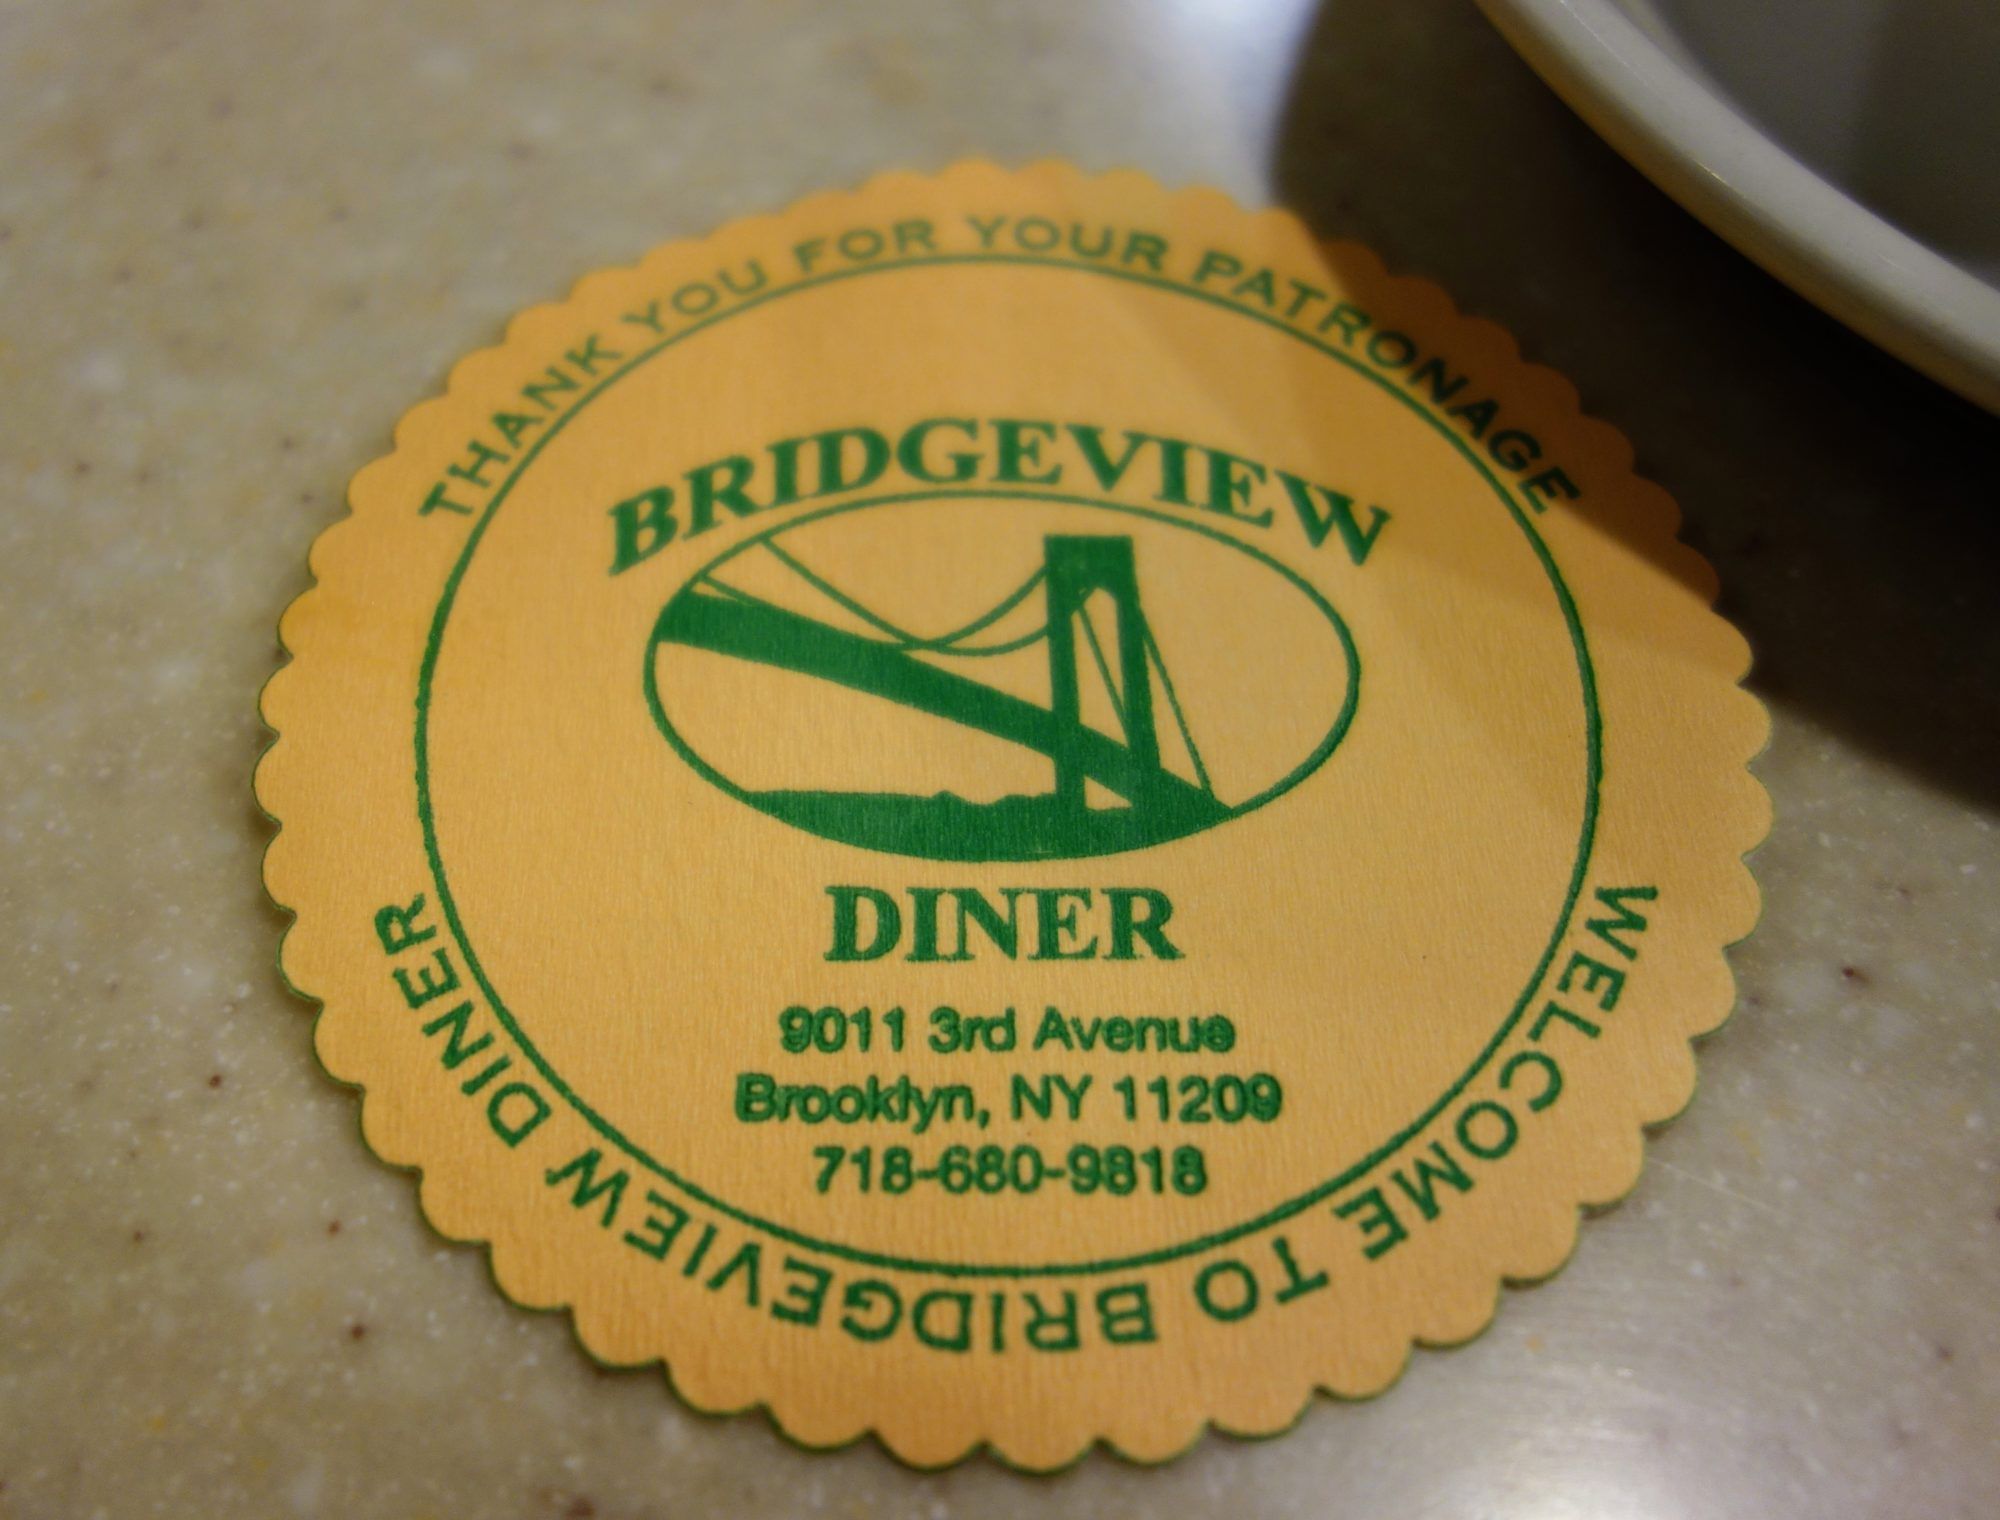 THANK YOU FOR YOUR PATRONAGE
BRIDGEVIEW
DINER
9011 3rd Avenue
Brooklyn, NY 11209
718-680-9818
WELCOME TO BRIDGEVIEW DINER